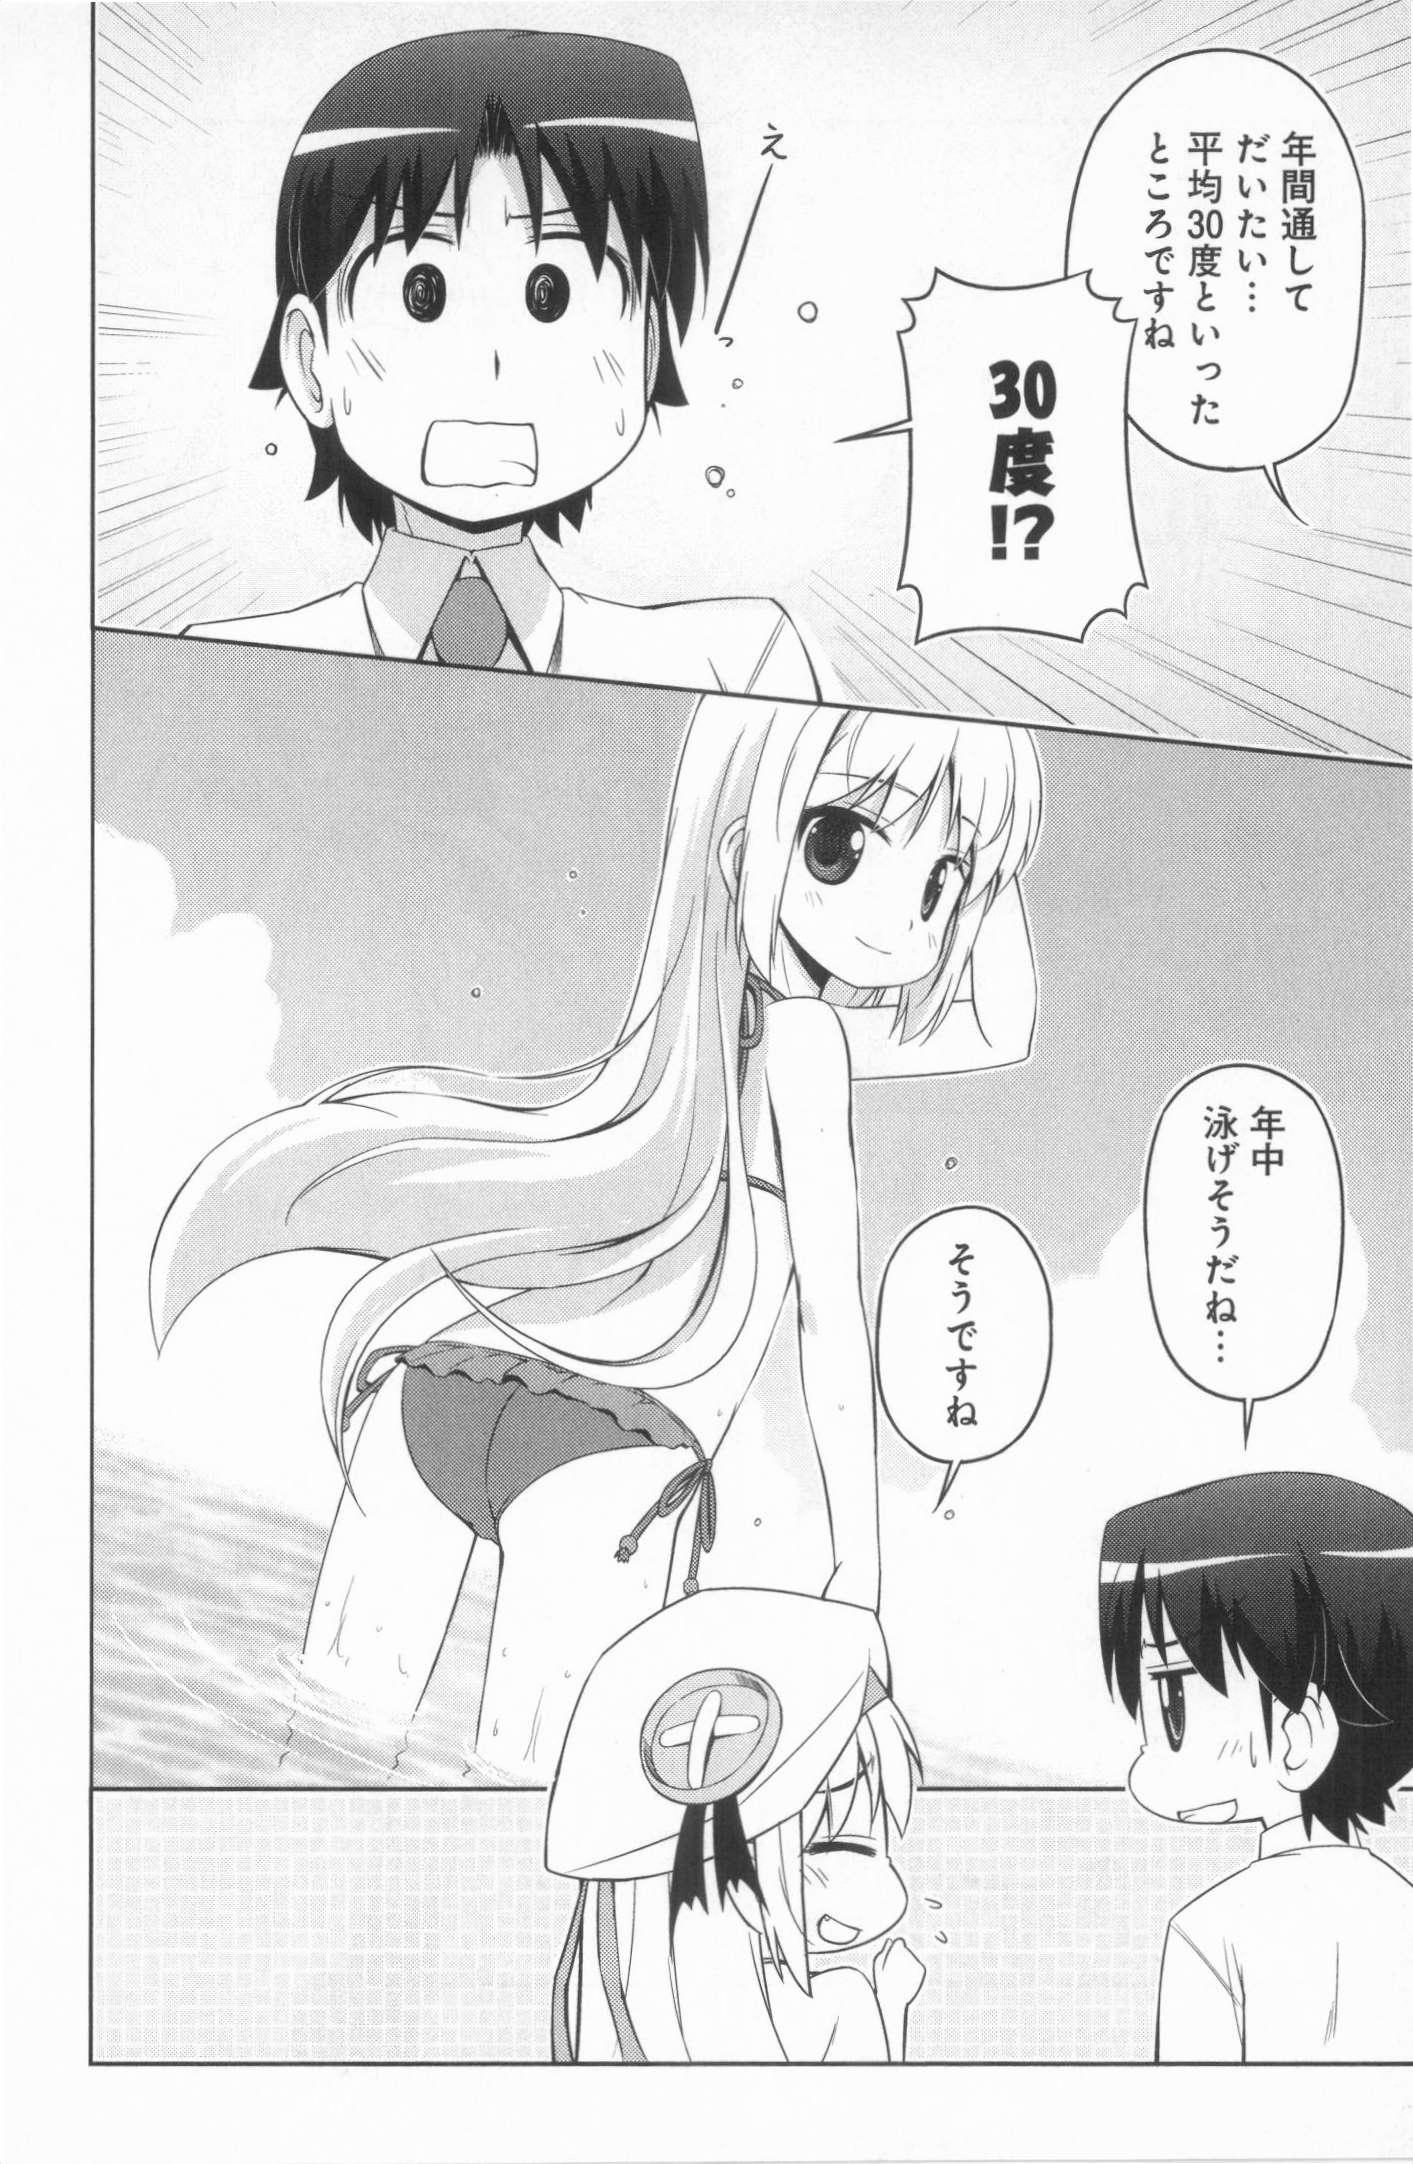 年間通して
だいたい…
平均30度といった
ところですね
え
っ
30度!?
年中
泳げそうだね…
そうですね